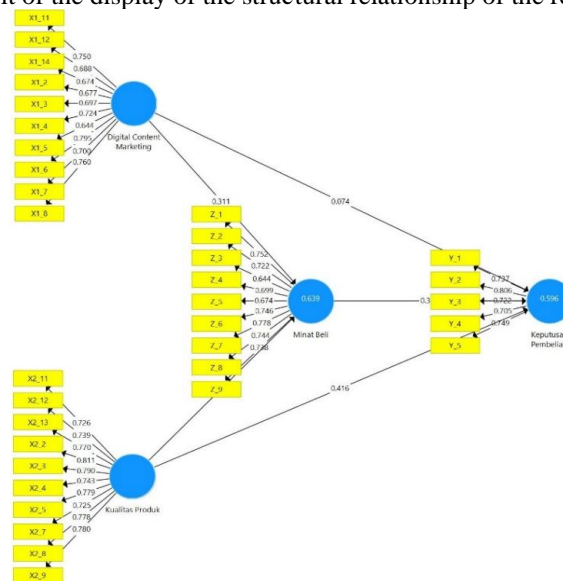 X1_11
X1_12
X1_14
X1_2
X1_3
X1_4
X1_5
X1_6
X1_7
X1_8
0.750
0.688
0.674
0.677
0.697
0.724
0.644
0.795
0.700
0.760
Digital Content
Marketing
0.311
0.074
Z_1
Z_2
Z_3
Z_4
Z_5
Z_6
Z_7
Z_8
Z_9
0.752
0.722
0.644
0.699
0.674
0.746
0.778
0.744
0.738
0.639
Minat Beli
Y_1
Y_2
Y_3
Y_4
Y_5
0.737
0.806
0.722
0.705
0.749
0.596
0.416
X2_11
X2_12
X2_13
X2_2
X2_3
X2_4
X2_5
X2_7
X2_8
X2_9
0.726
0.739
0.770
0.811
0.790
0.743
0.779
0.725
0.778
0.780
Kualitas Produk